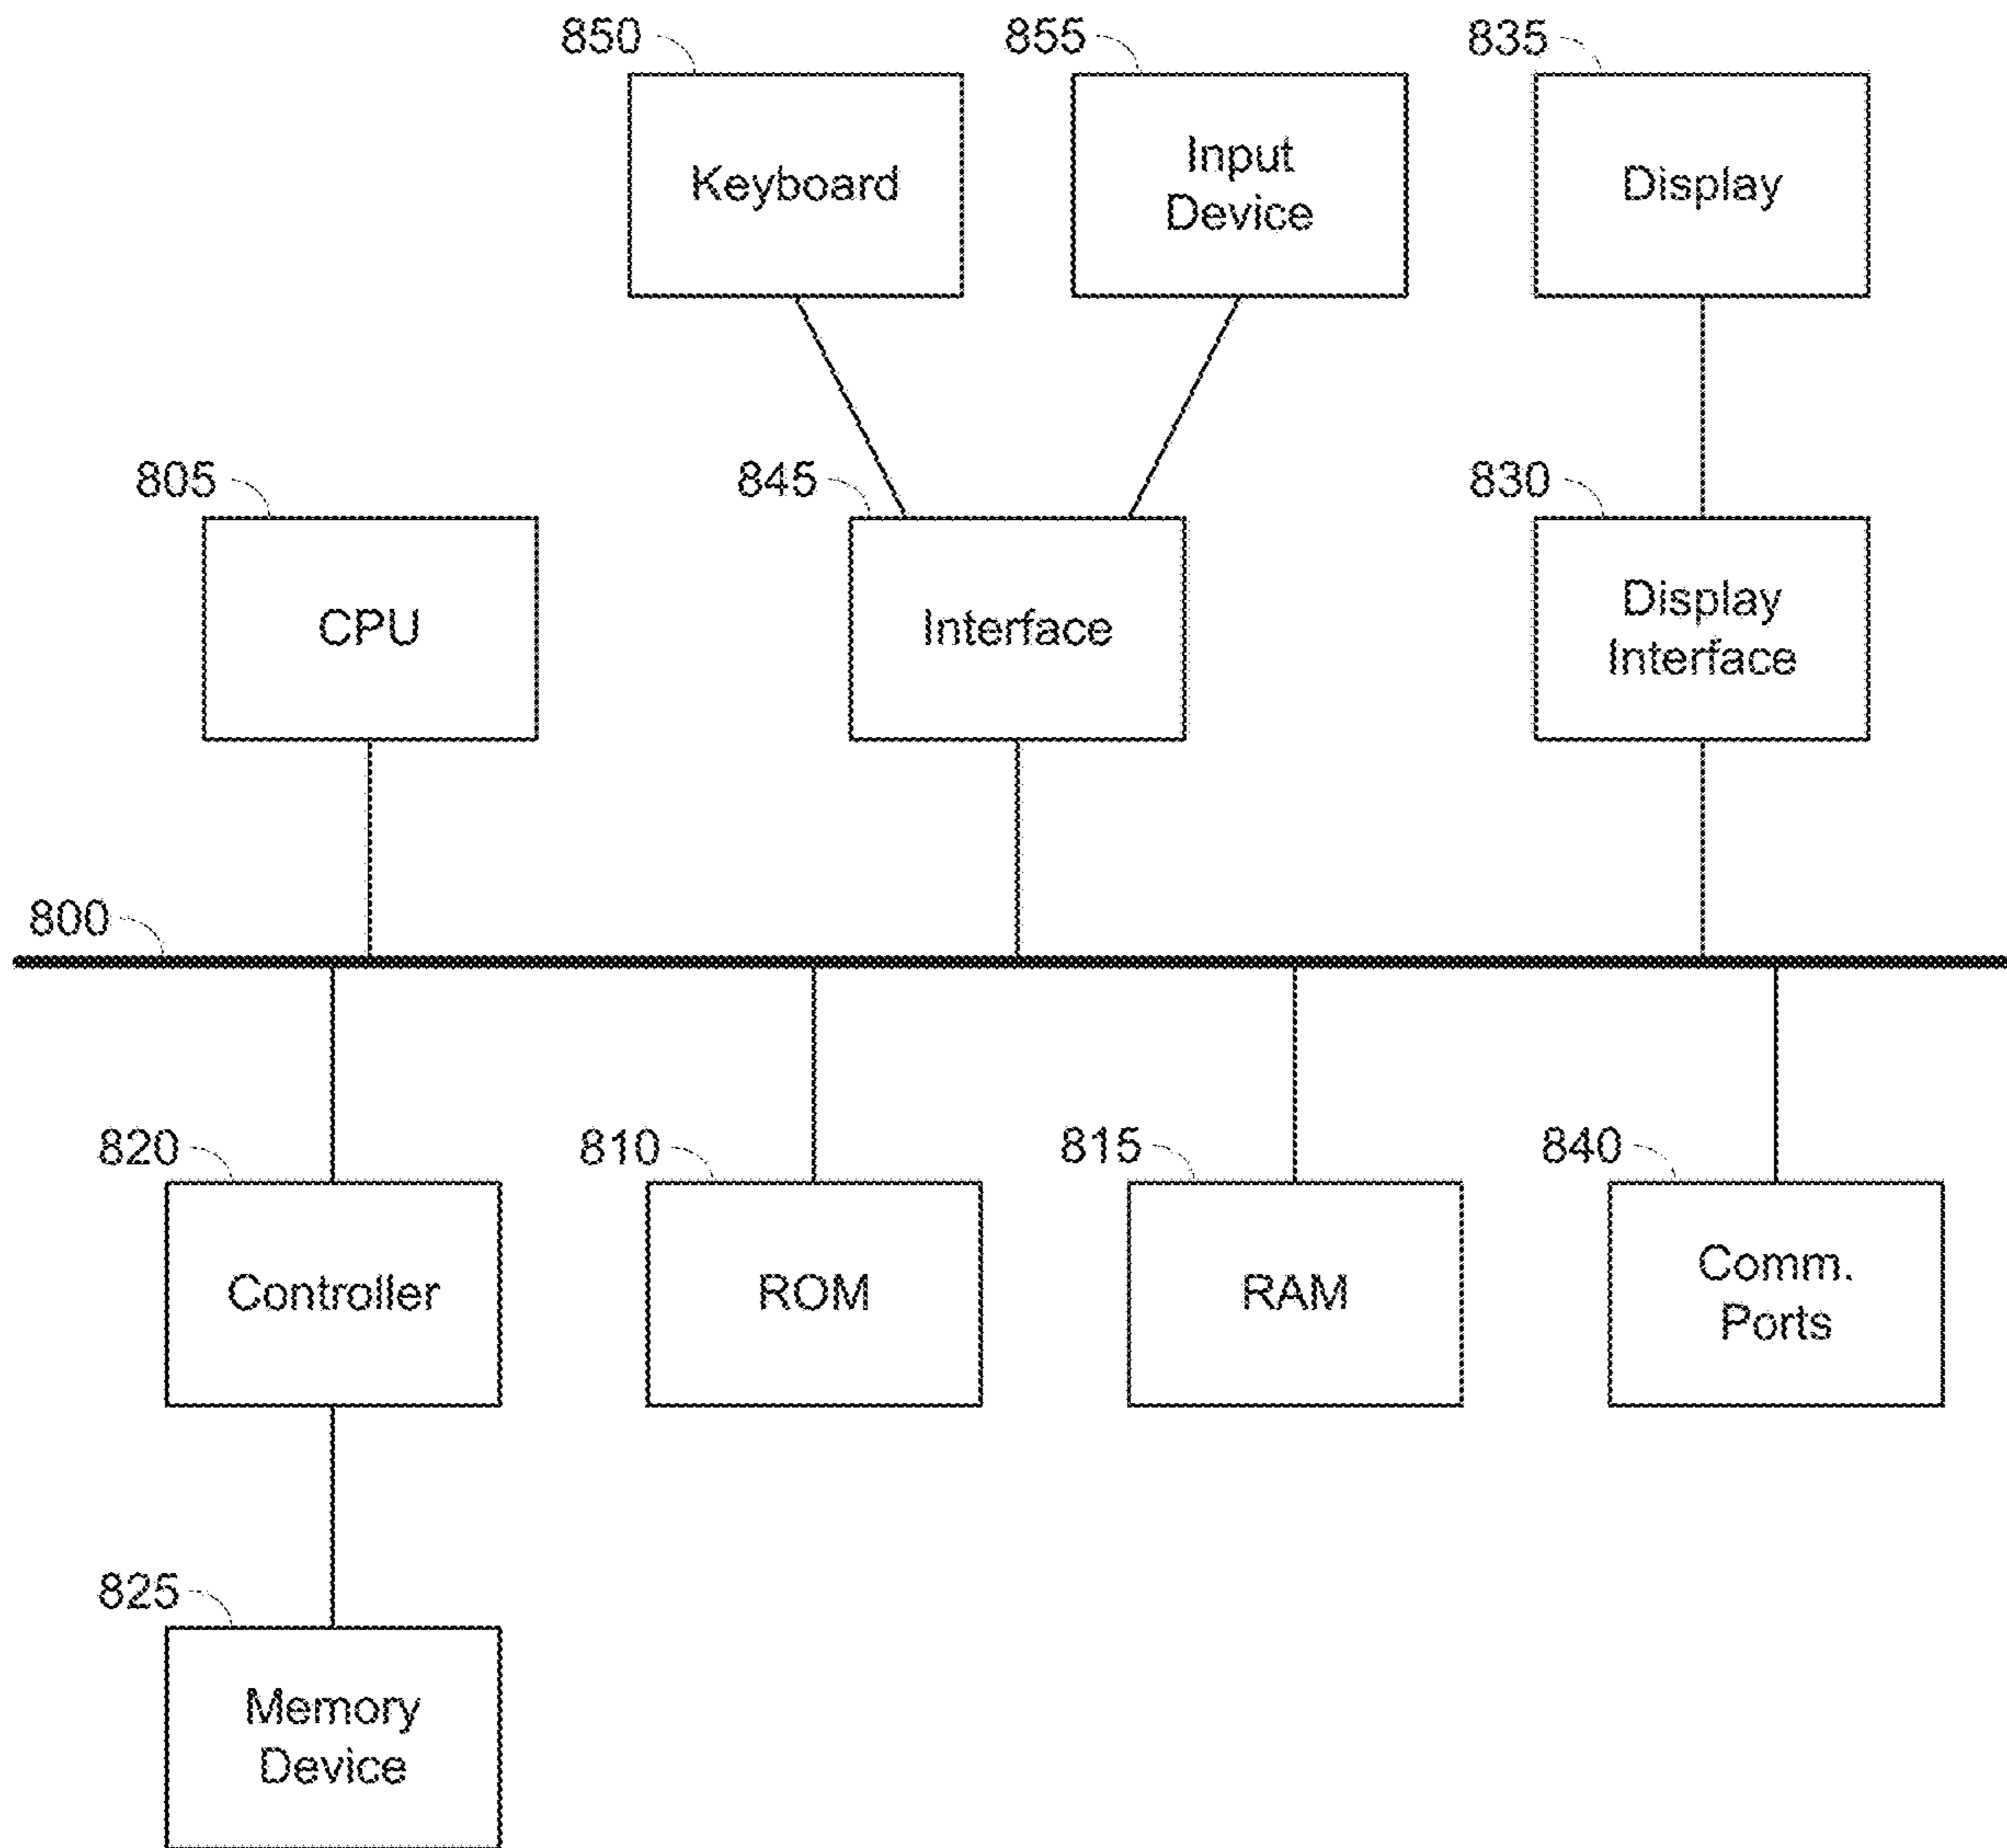 850
855
835
Keyboard
Input
Device
Display
805
845
830
CPU
Interface
Display
Interface
800
820
810
815
840
Controller
ROM
RAM
Comm.
Ports
825
Memory
Device